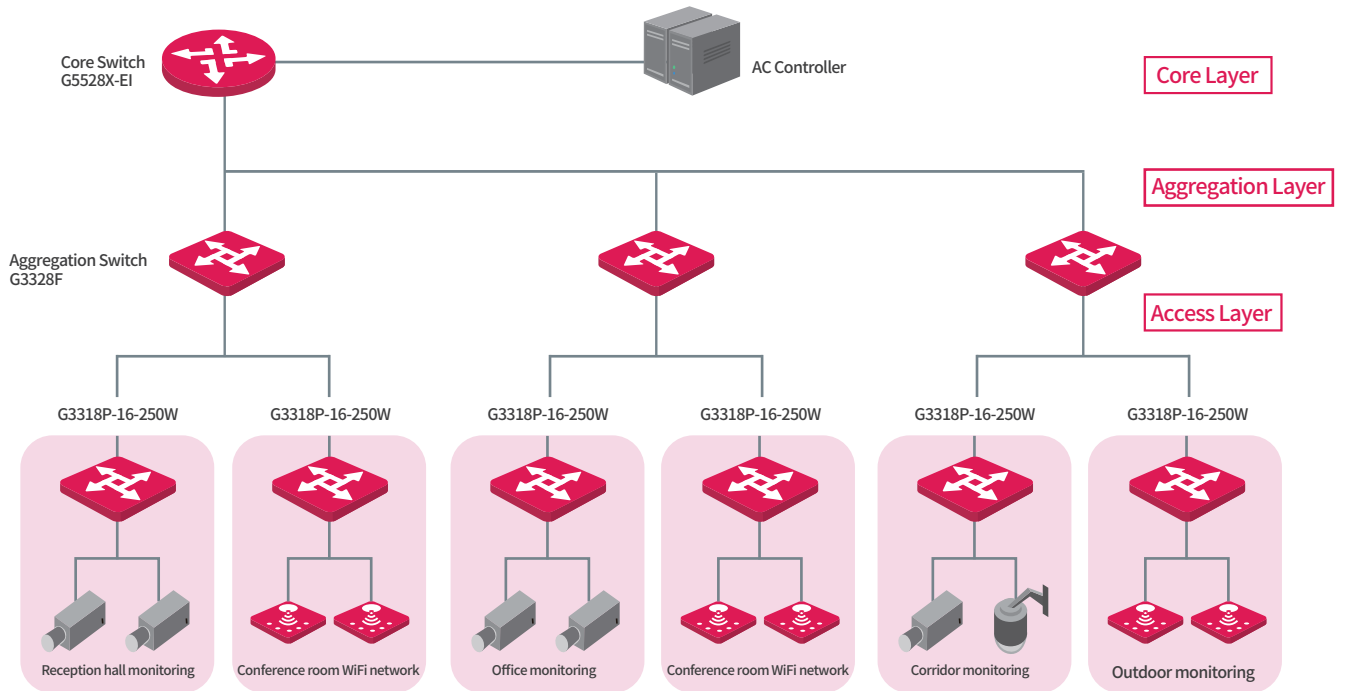 Core Switch
G5528X-EI
AC Controller
Core Layer
Aggregation Layer
Aggregation Switch
G3328F
Access Layer
G3318P-16-250W
G3318P-16-250W
G3318P-16-250W
G3318P-16-250W
G3318P-16-250W
G3318P-16-250W
Reception hall monitoring
Conference room WiFi network
Office monitoring
Conference room WiFi network
Corridor monitoring
Outdoor monitoring